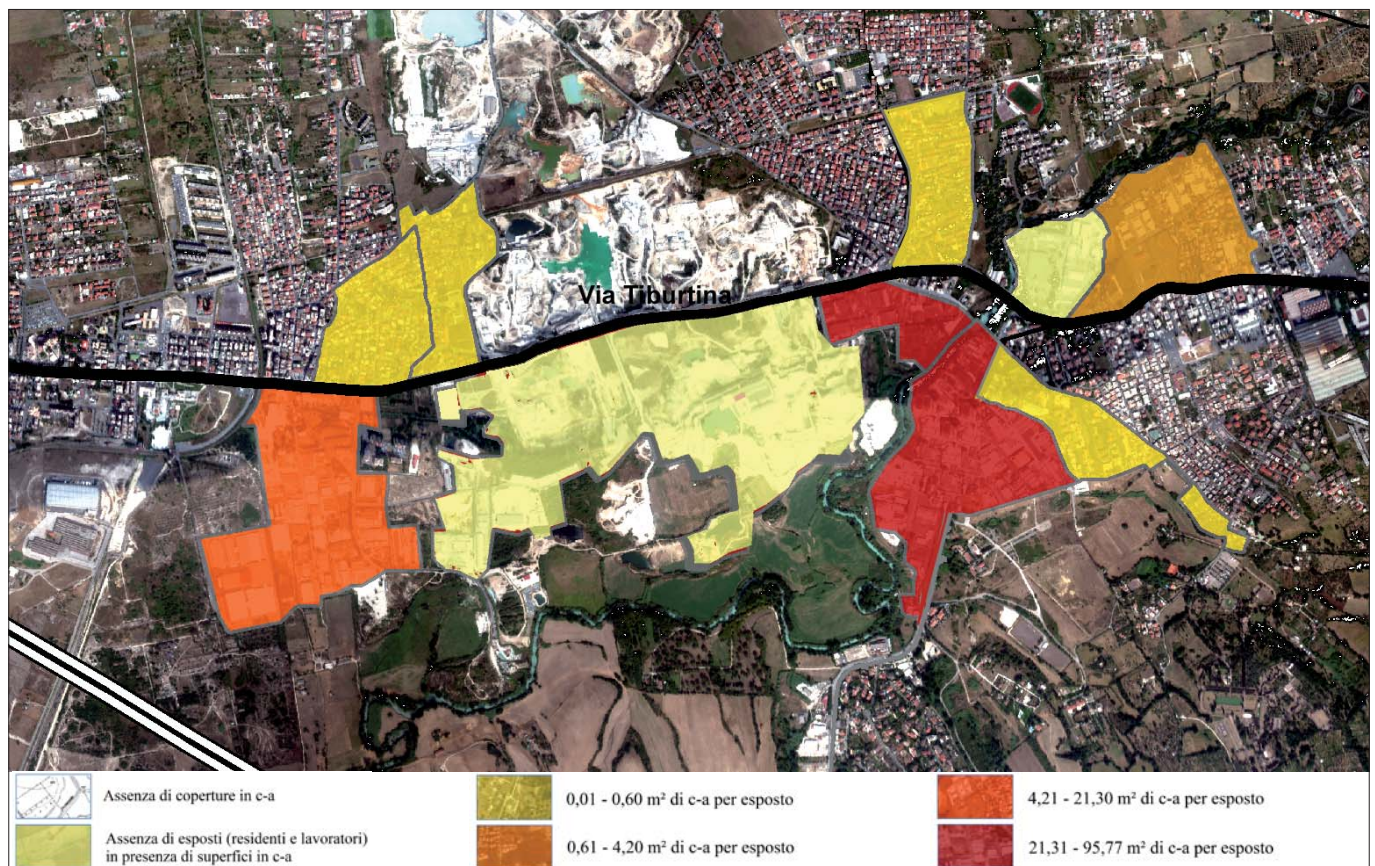 Via Tiburtina
Assenza di coperture in c-a
0,01 - 0,60 m² di c-a per esposto
4,21 - 21,30 m² di c-a per esposto
Assenza di esposti (residenti e lavoratori)
in presenza di superfici in c-a
0,61 - 4,20 m² di c-a per esposto
21,31 - 95,77 m² di c-a per esposto